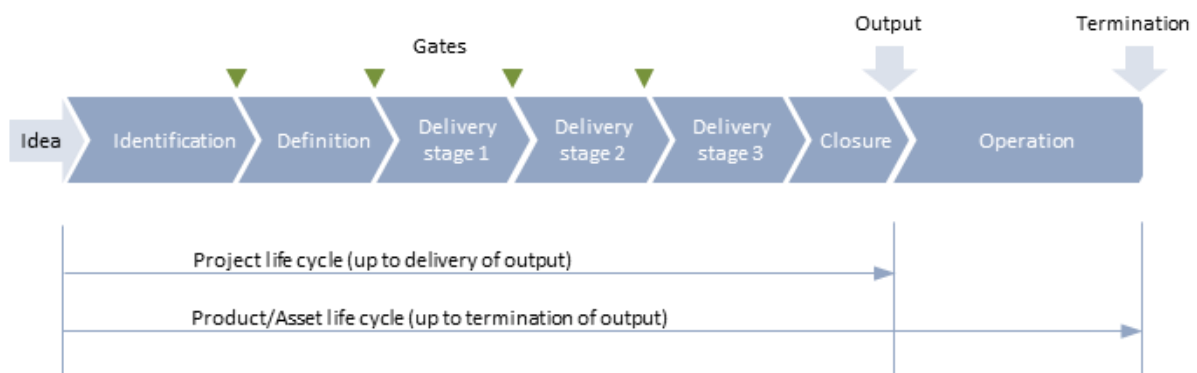 Output
Termination
Gates
Idea
Identification
Definition
Delivery
stage 1
Delivery
stage 2
Delivery
stage 3
Closure
Operation
Project life cycle (up to delivery of output)
Product/Asset life cycle (up to termination of output)